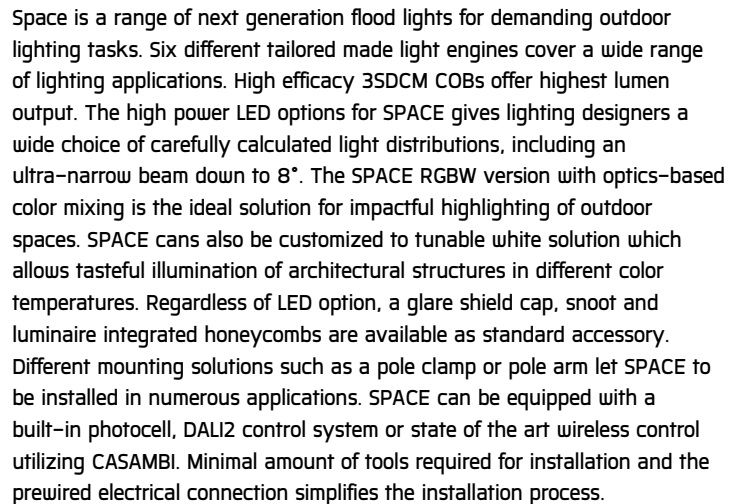 Space is a range of next generation flood lights for demanding outdoor
lighting tasks. Six different tailored made light engines cover a wide range
of lighting applications. High efficacy 3SDCM COBs offer highest lumen
output. The high power LED options for SPACE gives lighting designers a
wide choice of carefully calculated light distributions, including an
ultra-narrow beam down to 8°. The SPACE RGBW version with optics-based
color mixing is the ideal solution for impactful highlighting of outdoor
spaces. SPACE cans also be customized to tunable white solution which
allows tasteful illumination of architectural structures in different color
temperatures. Regardless of LED option, a glare shield cap, snoot and
luminaire integrated honeycombs are available as standard accessory.
Different mounting solutions such as a pole clamp or pole arm let SPACE to
be installed in numerous applications. SPACE can be equipped with a
built-in photocell, DALI2 control system or state of the art wireless control
utilizing CASAMBI. Minimal amount of tools required for installation and the
prewired electrical connection simplifies the installation process.